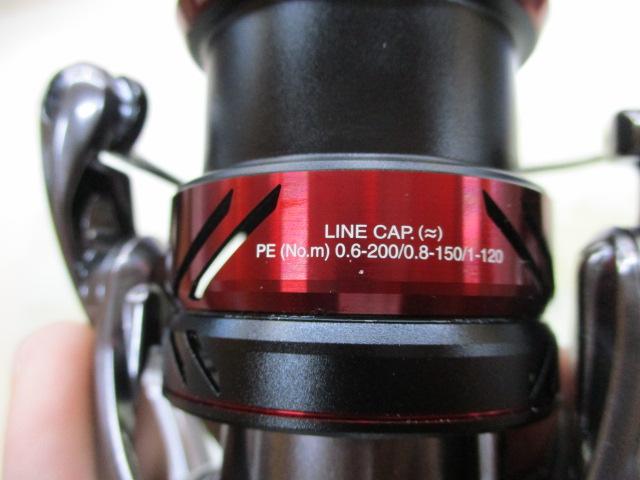 LINE CAP.(≈)
PE (No.m) 0.6-200/0.8-150/1-120